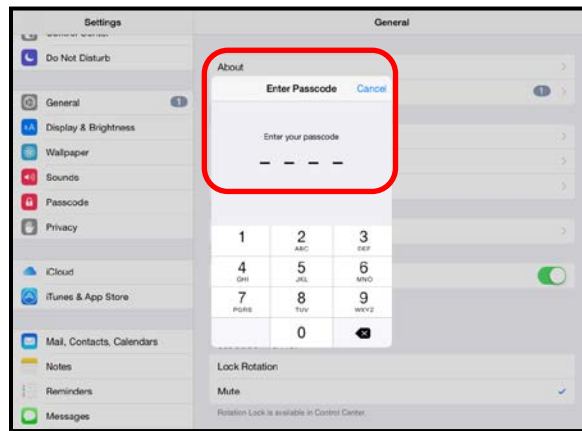 Settings
General
Do Not Disturb
General
1
Display & Brightness
Wallpaper
Sounds
Passcode
Privacy
iCloud
iTunes & App Store
Mail, Contacts, Calendars
Notes
Reminders
Messages
About
1
Enter Passcode Cancel
Enter your passcode
1 2 3
ABC DEF
4 5 6
GHI JKL MNO
7 8 9
PQRS TUV WXYZ
0
Lock Rotation
Mute
Rotation Lock is available in Control Center.